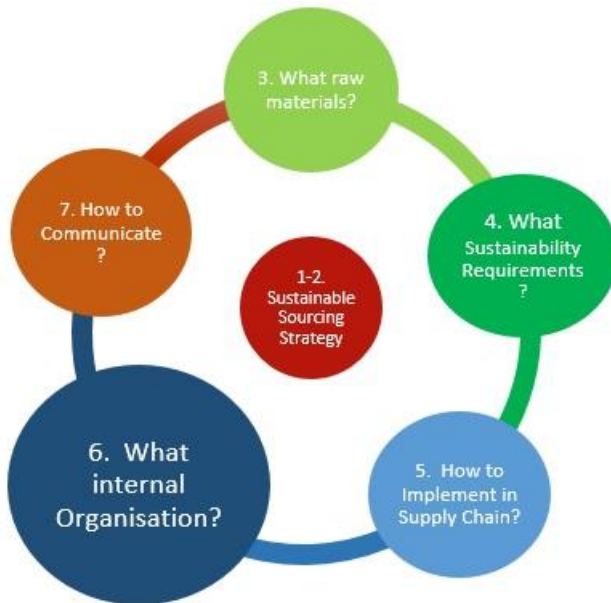 3. What raw
materials?
4. What
Sustainability
Requirements
?
5. How to
Implement in
Supply Chain?
6. What
internal
Organisation?
7. How to
Communicate
?
1-2.
Sustainable
Sourcing
Strategy